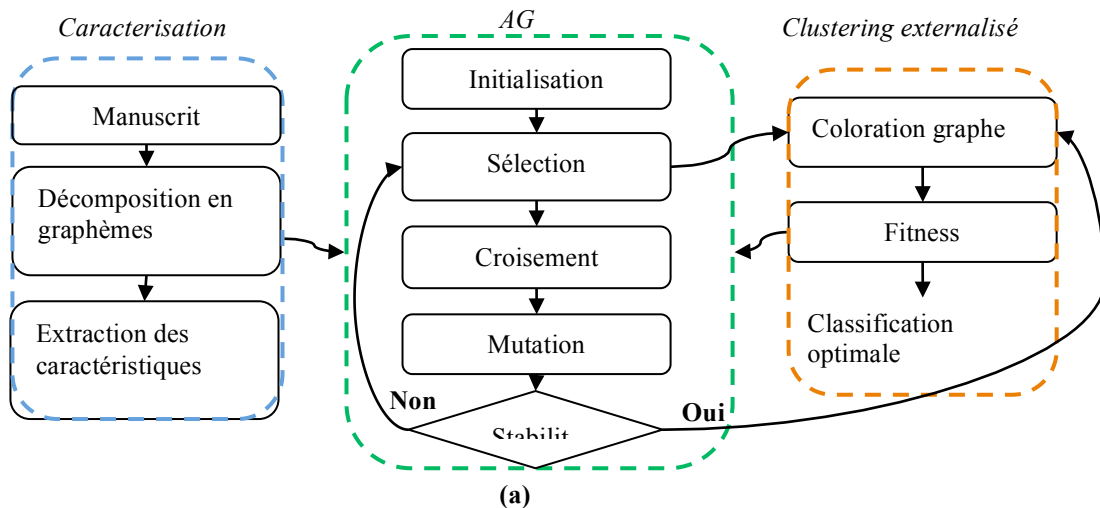 Caracterisation
Manuscrit
Décomposition en
graphèmes
Extraction des
caractéristiques
AG
Initialisation
Sélection
Croisement
Mutation
Non
Stabilit
Oui
Clustering externalisé
Coloration graphe
Fitness
Classification
optimale
(a)